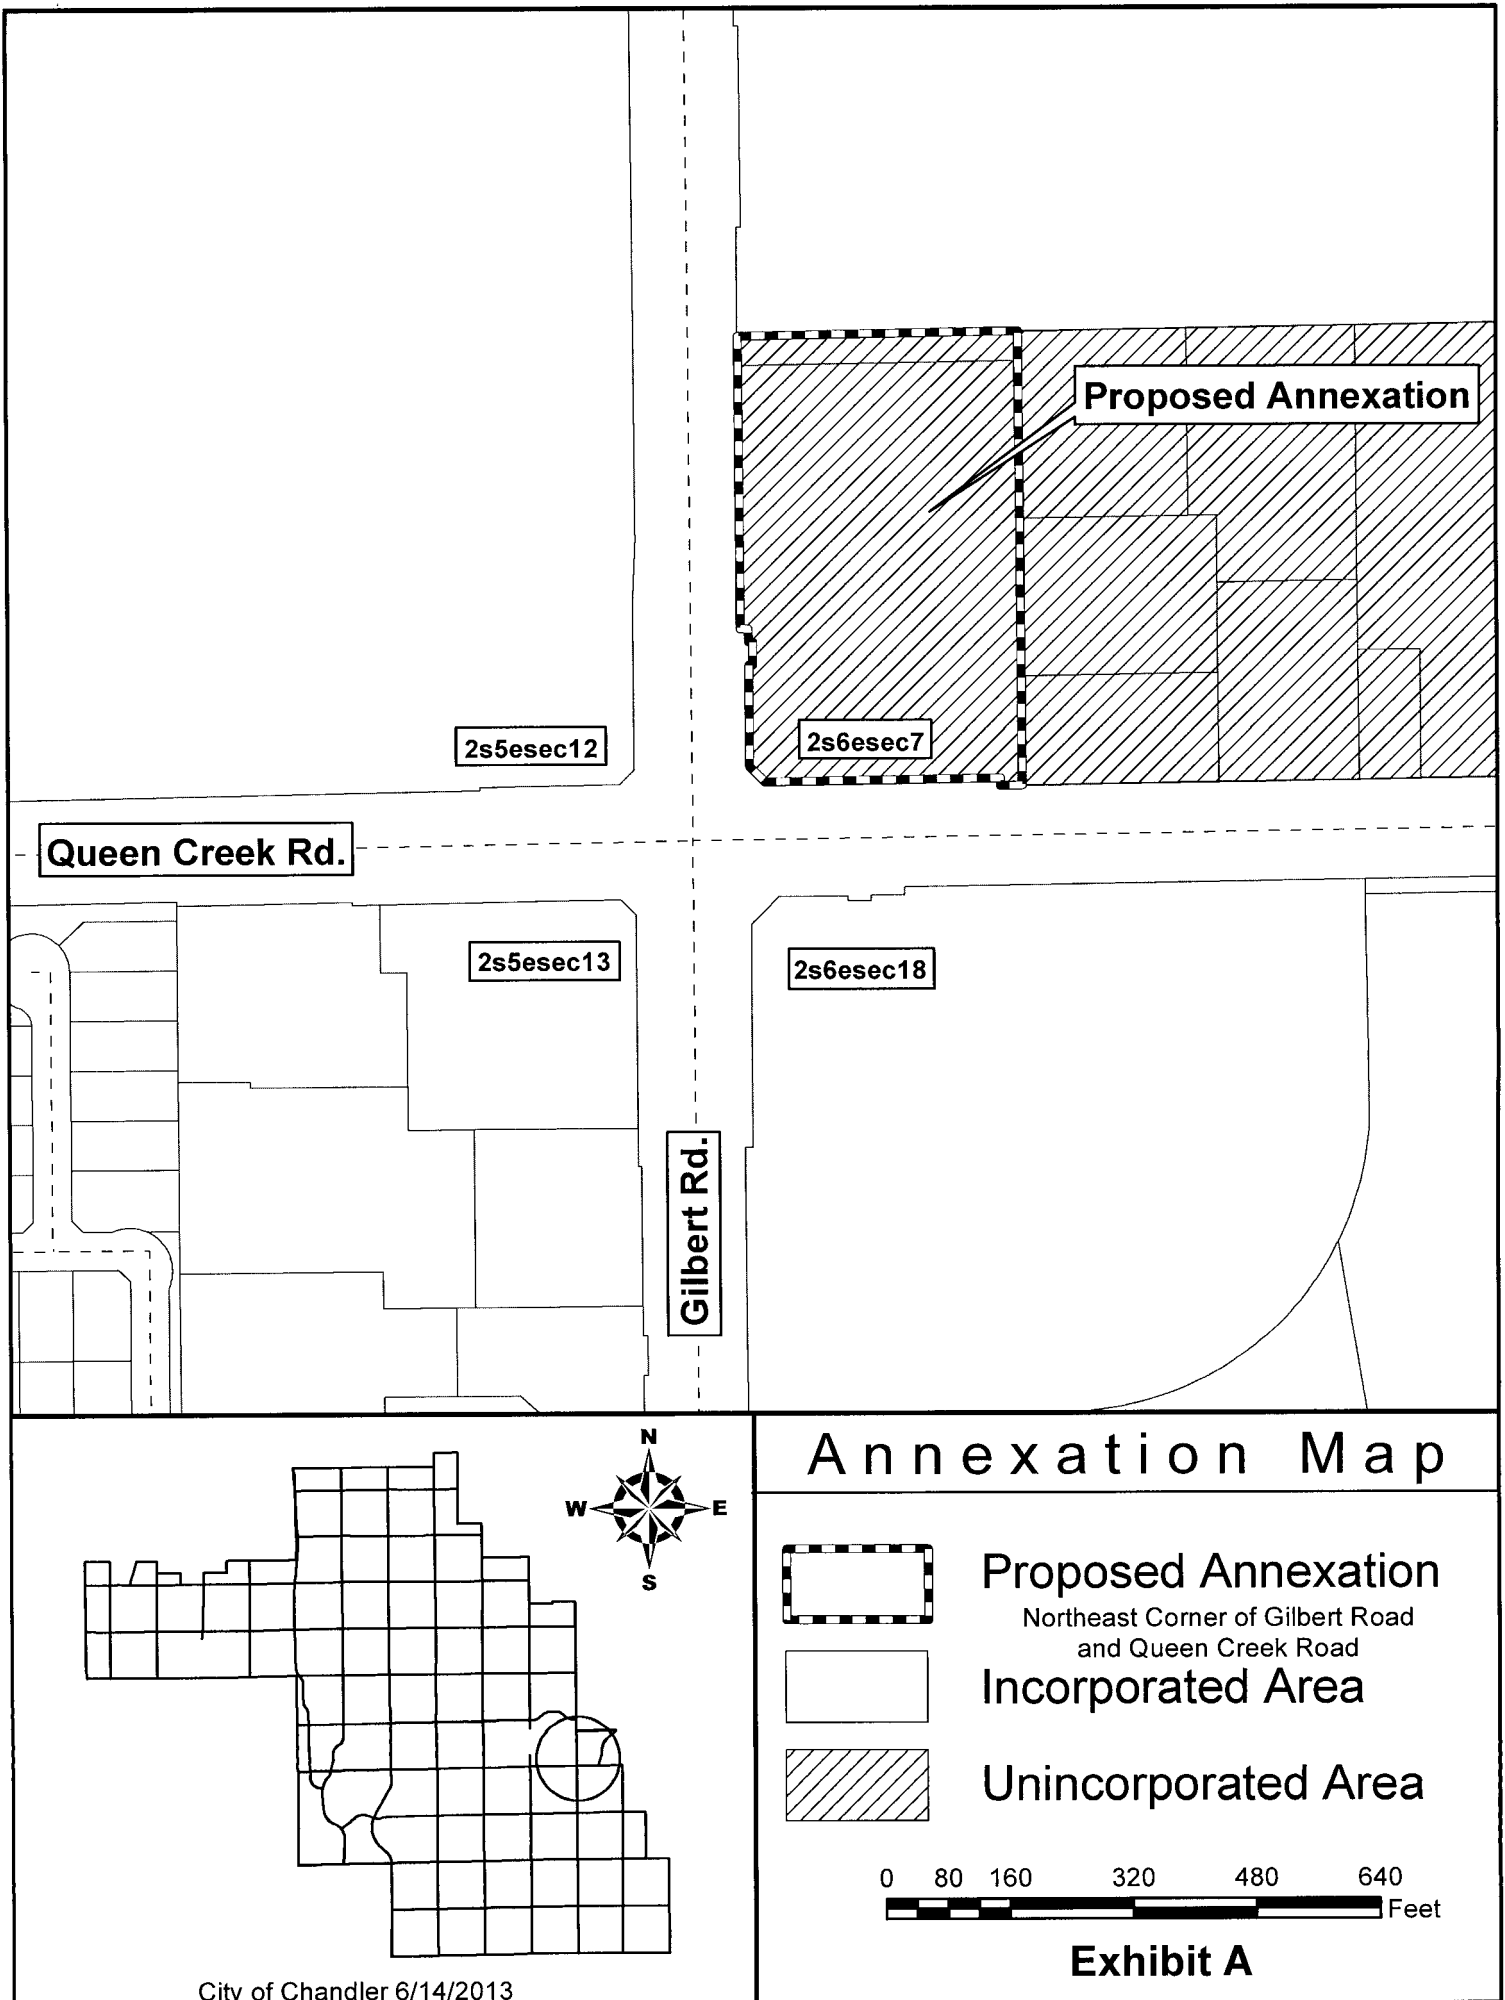 Proposed Annexation
2s5esec12
2s6esec7
Queen Creek Rd.
2s5esec13
2s6esec18
Gilbert Rd.
N
W
E
S
City of Chandler 6/14/2013
Annexation Map
Proposed Annexation
Northeast Corner of Gilbert Road
and Queen Creek Road
Incorporated Area
Unincorporated Area
0 80 160 320 480 640
Feet
Exhibit A